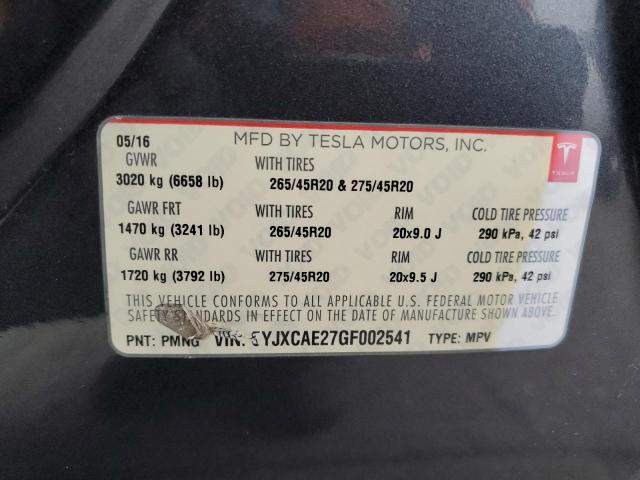 05/16 MFD BY TESLA MOTORS, INC.
GVWR WITH TIRES
3020 kg (6658 lb) 265/45R20 & 275/45R20
TESLA
GAWR FRT WITH TIRES RIM COLD TIRE PRESSURE
1470 kg (3241 lb) 265/45R20 20x9.0 J 290 kPa, 42 psi
GAWR RR WITH TIRES RIM COLD TIRE PRESSURE
1720 kg (3792 lb) 275/45R20 20x9.5 J 290 kPa, 42 psi
THIS VEHICLE CONFORMS TO ALL APPLICABLE U.S. FEDERAL MOTOR VEHICLE
SAFETY STANDARDS IN EFFECT ON THE DATE OF MANUFACTURE SHOWN ABOVE.
PNT: PMNG VIN: 5YJXCAE27GF002541 TYPE: MPV